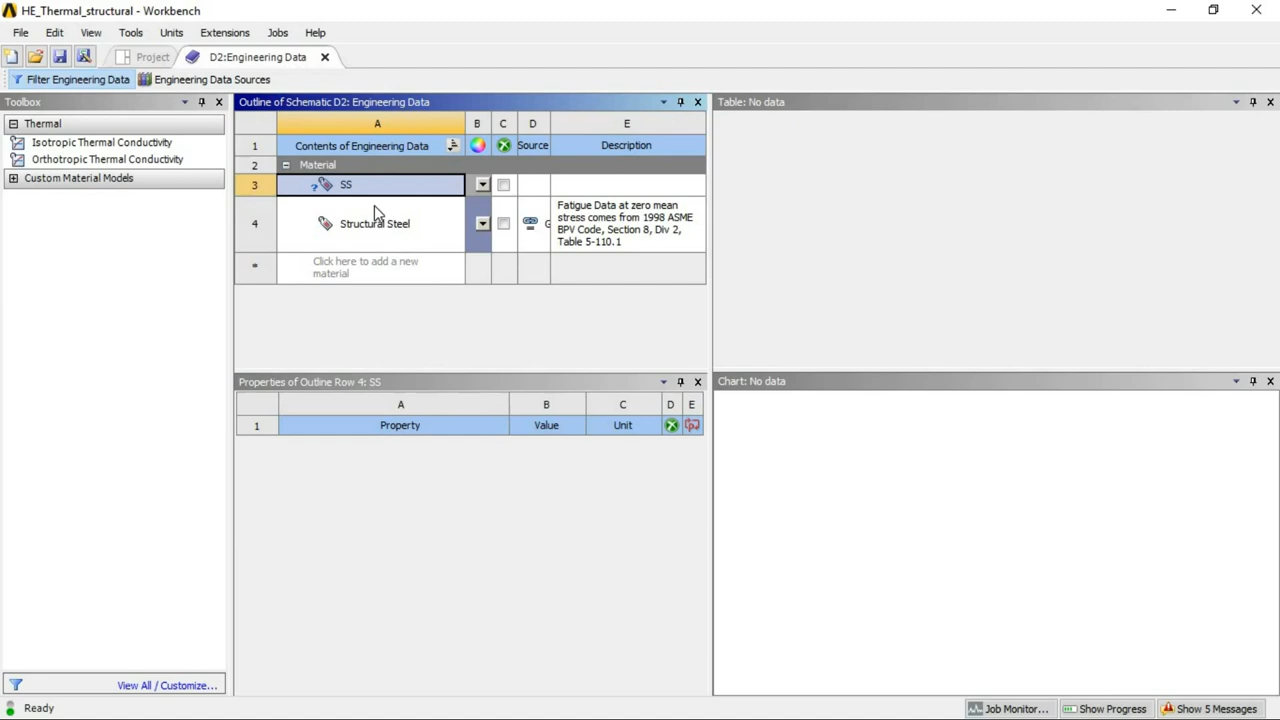 HE_Thermal_structural - Workbench
File Edit View Tools Units Extensions Jobs Help
Project D2:Engineering Data
Filter Engineering Data Engineering Data Sources
Toolbox
Thermal
Isotropic Thermal Conductivity
Orthotropic Thermal Conductivity
Custom Material Models
View All / Customize...
Outline of Schematic D2: Engineering Data
A B C D E
1 Contents of Engineering Data Source Description
2 Material
3 ? SS
4 Structural Steel G
Fatigue Data at zero mean
stress comes from 1998 ASME
BPV Code, Section 8, Div 2,
Table 5-110.1
* Click here to add a new
material
Properties of Outline Row 4: SS
A B C D E
1 Property Value Unit
Table: No data
Chart: No data
Ready
Job Monitor... Show Progress Show 5 Messages